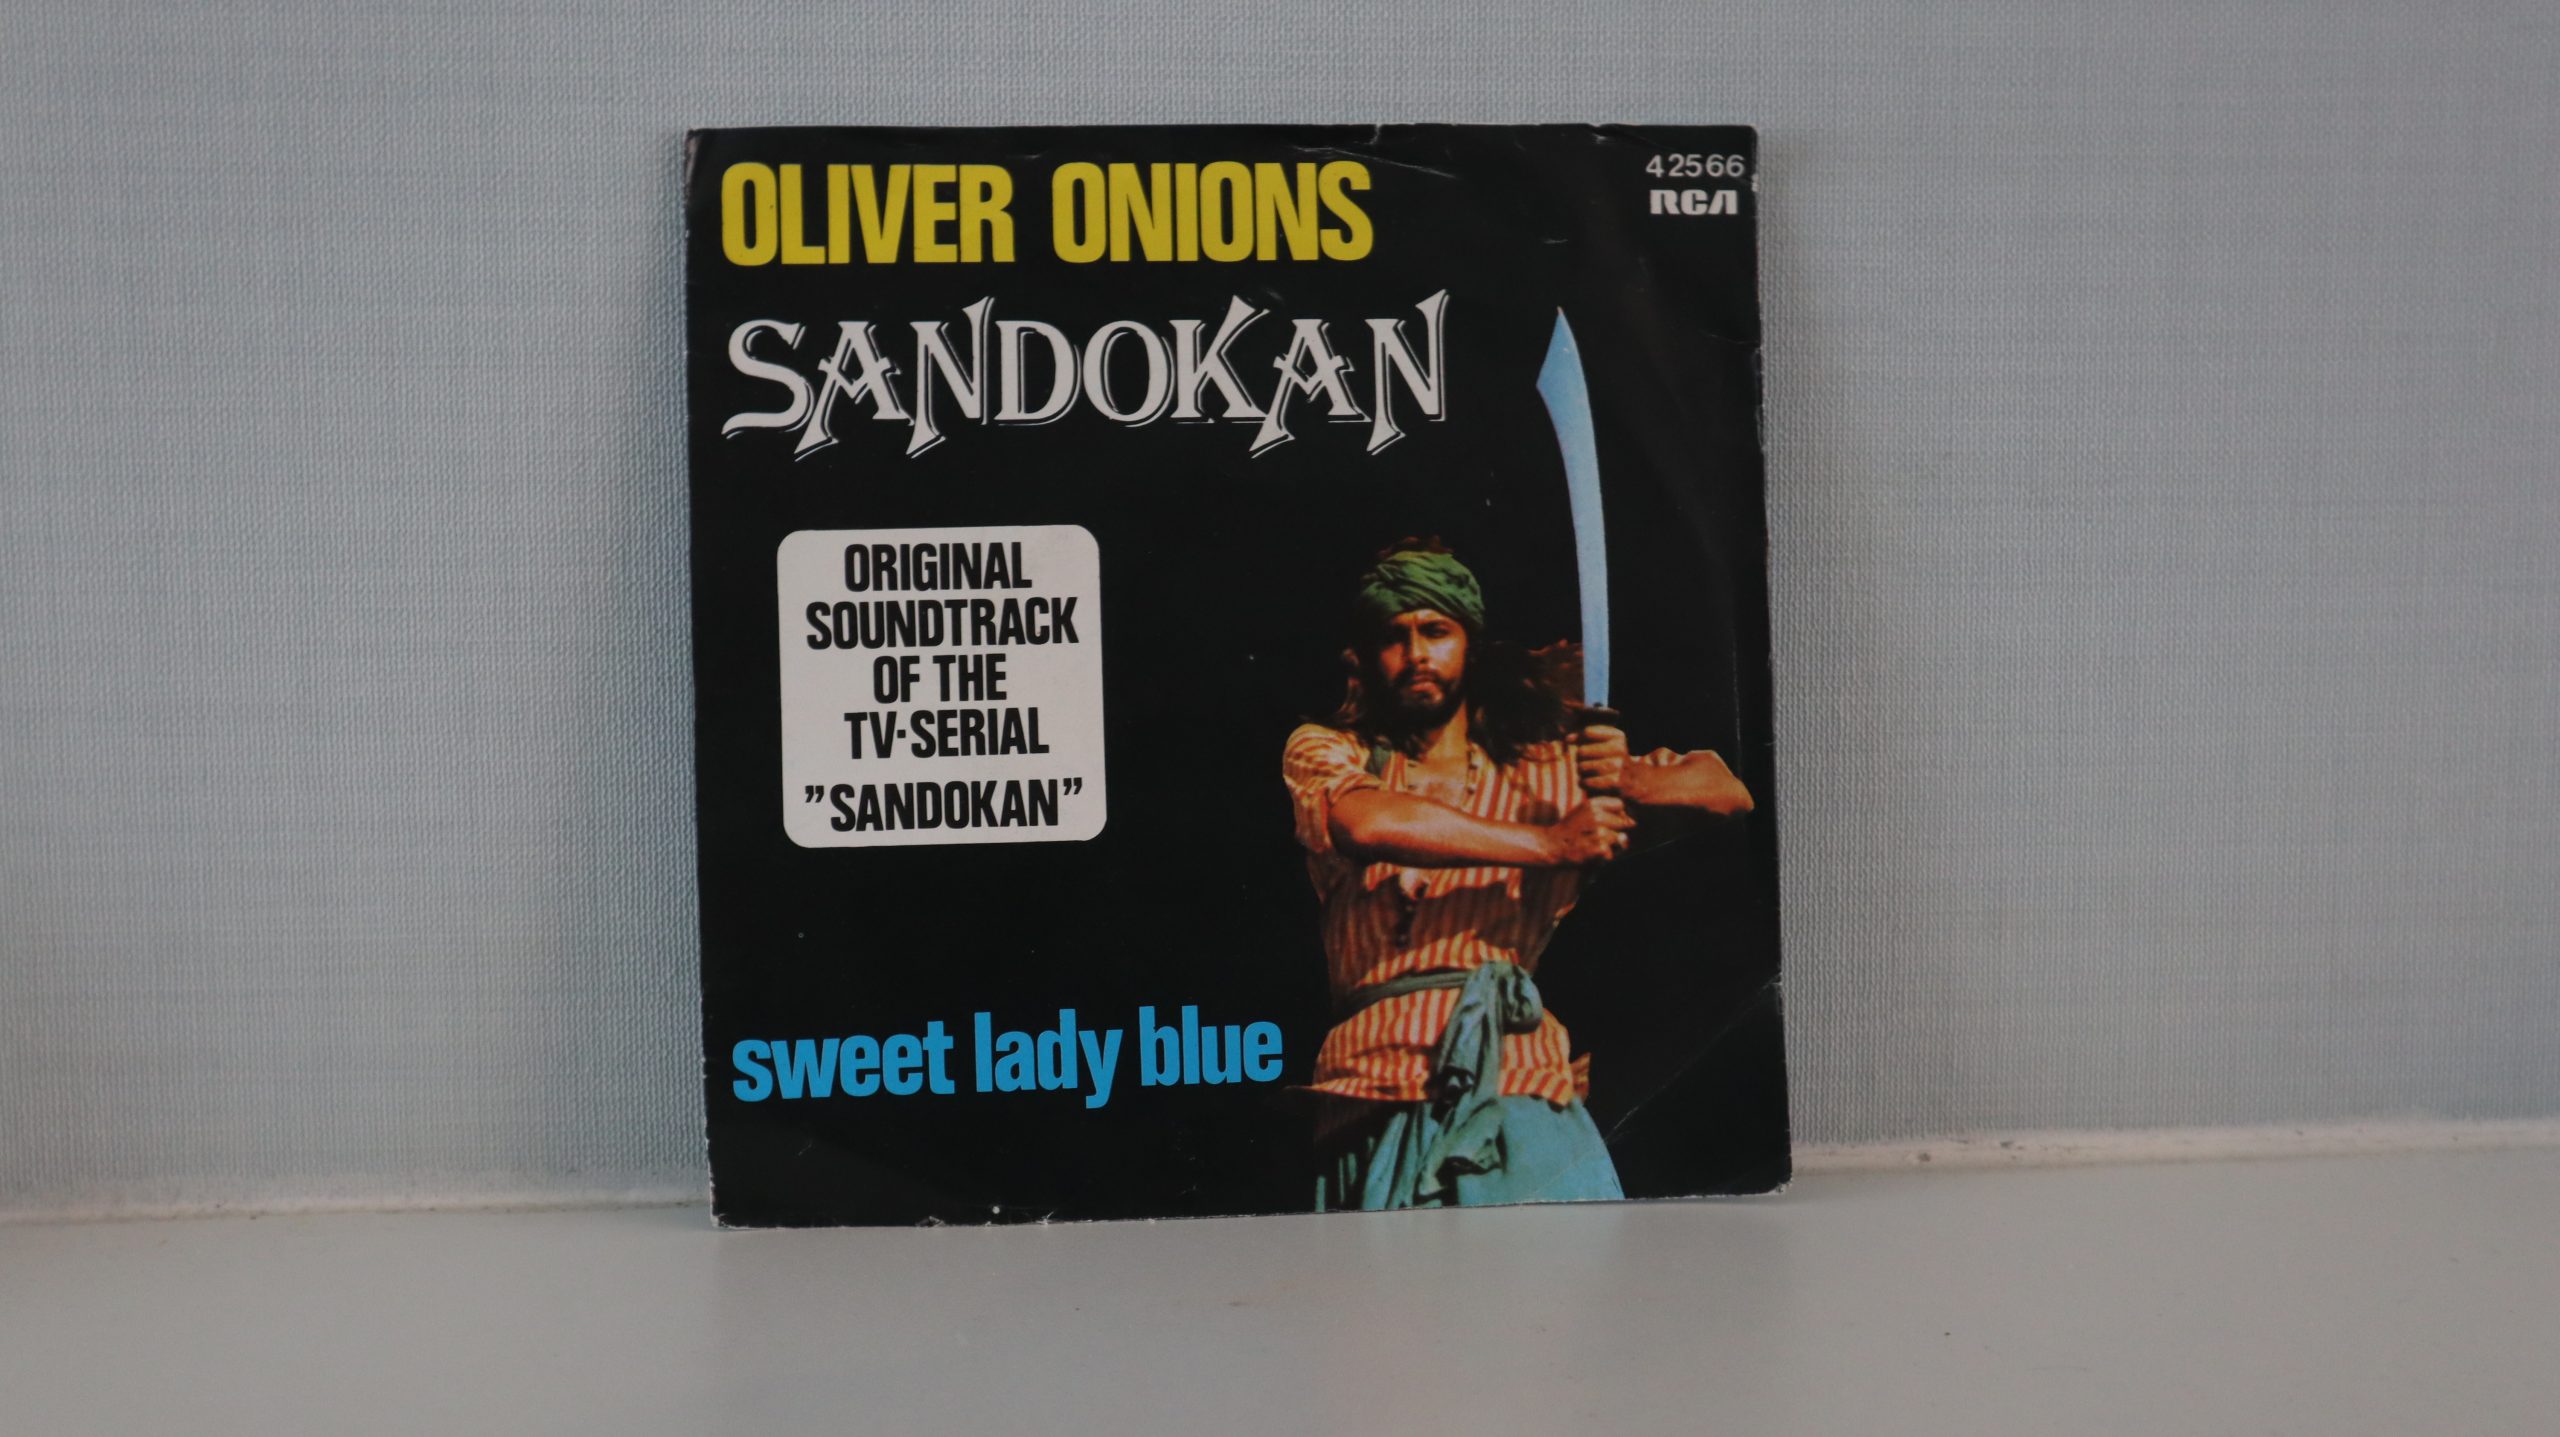 OLIVER ONIONS
42566
RCA
SANDOKAN
ORIGINAL
SOUNDTRACK
OF THE
TV-SERIAL
"SANDOKAN"
sweet lady blue